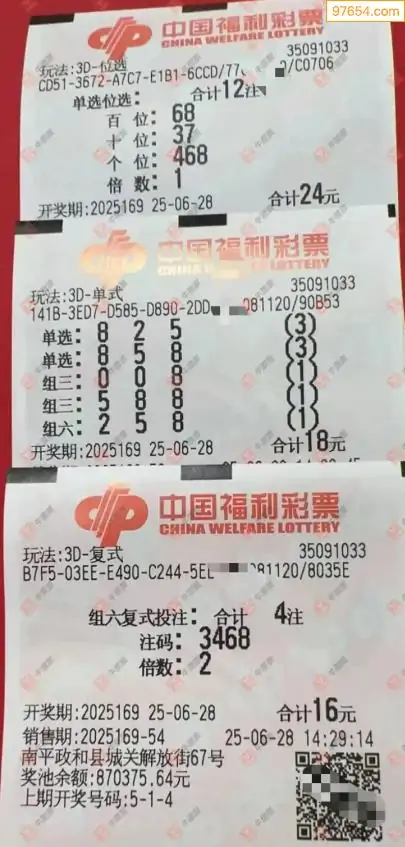 97654.com
中国福利彩票
CHINA WELFARE LOTTERY
玩法:3D-位选 35091033
CD51-3672-A7C7-E1B1-6CCD/77 /C0706
单选位选: 合计12注
百 位: 68
十 位: 37
个 位: 468
倍 数: 1
开奖期:2025169 25-06-28 合计24元
中国福利彩票
CHINA WELFARE LOTTERY
玩法:3D-单式 35091033
141B-3ED7-D585-D890-2DD 081120/90B53
单选: 8 2 5 (3)
单选: 8 5 8 (3)
组三: 0 0 8 (1)
组三: 5 8 8 (1)
组六: 2 5 8 (1)
开奖期:2025169 25-06-28 合计18元
中国福利彩票
CHINA WELFARE LOTTERY
玩法:3D-复式 35091033
B7F5-03EE-E490-C244-5EE 081120/8035E
组六复式投注: 合计 4注
注码: 3468
倍数: 2
开奖期:2025169 25-06-28 合计16元
销售期:2025169-54 25-06-28 14:29:14
南平政和县城关解放街67号
奖池余额:870375.64元
上期开奖号码:5-1-4